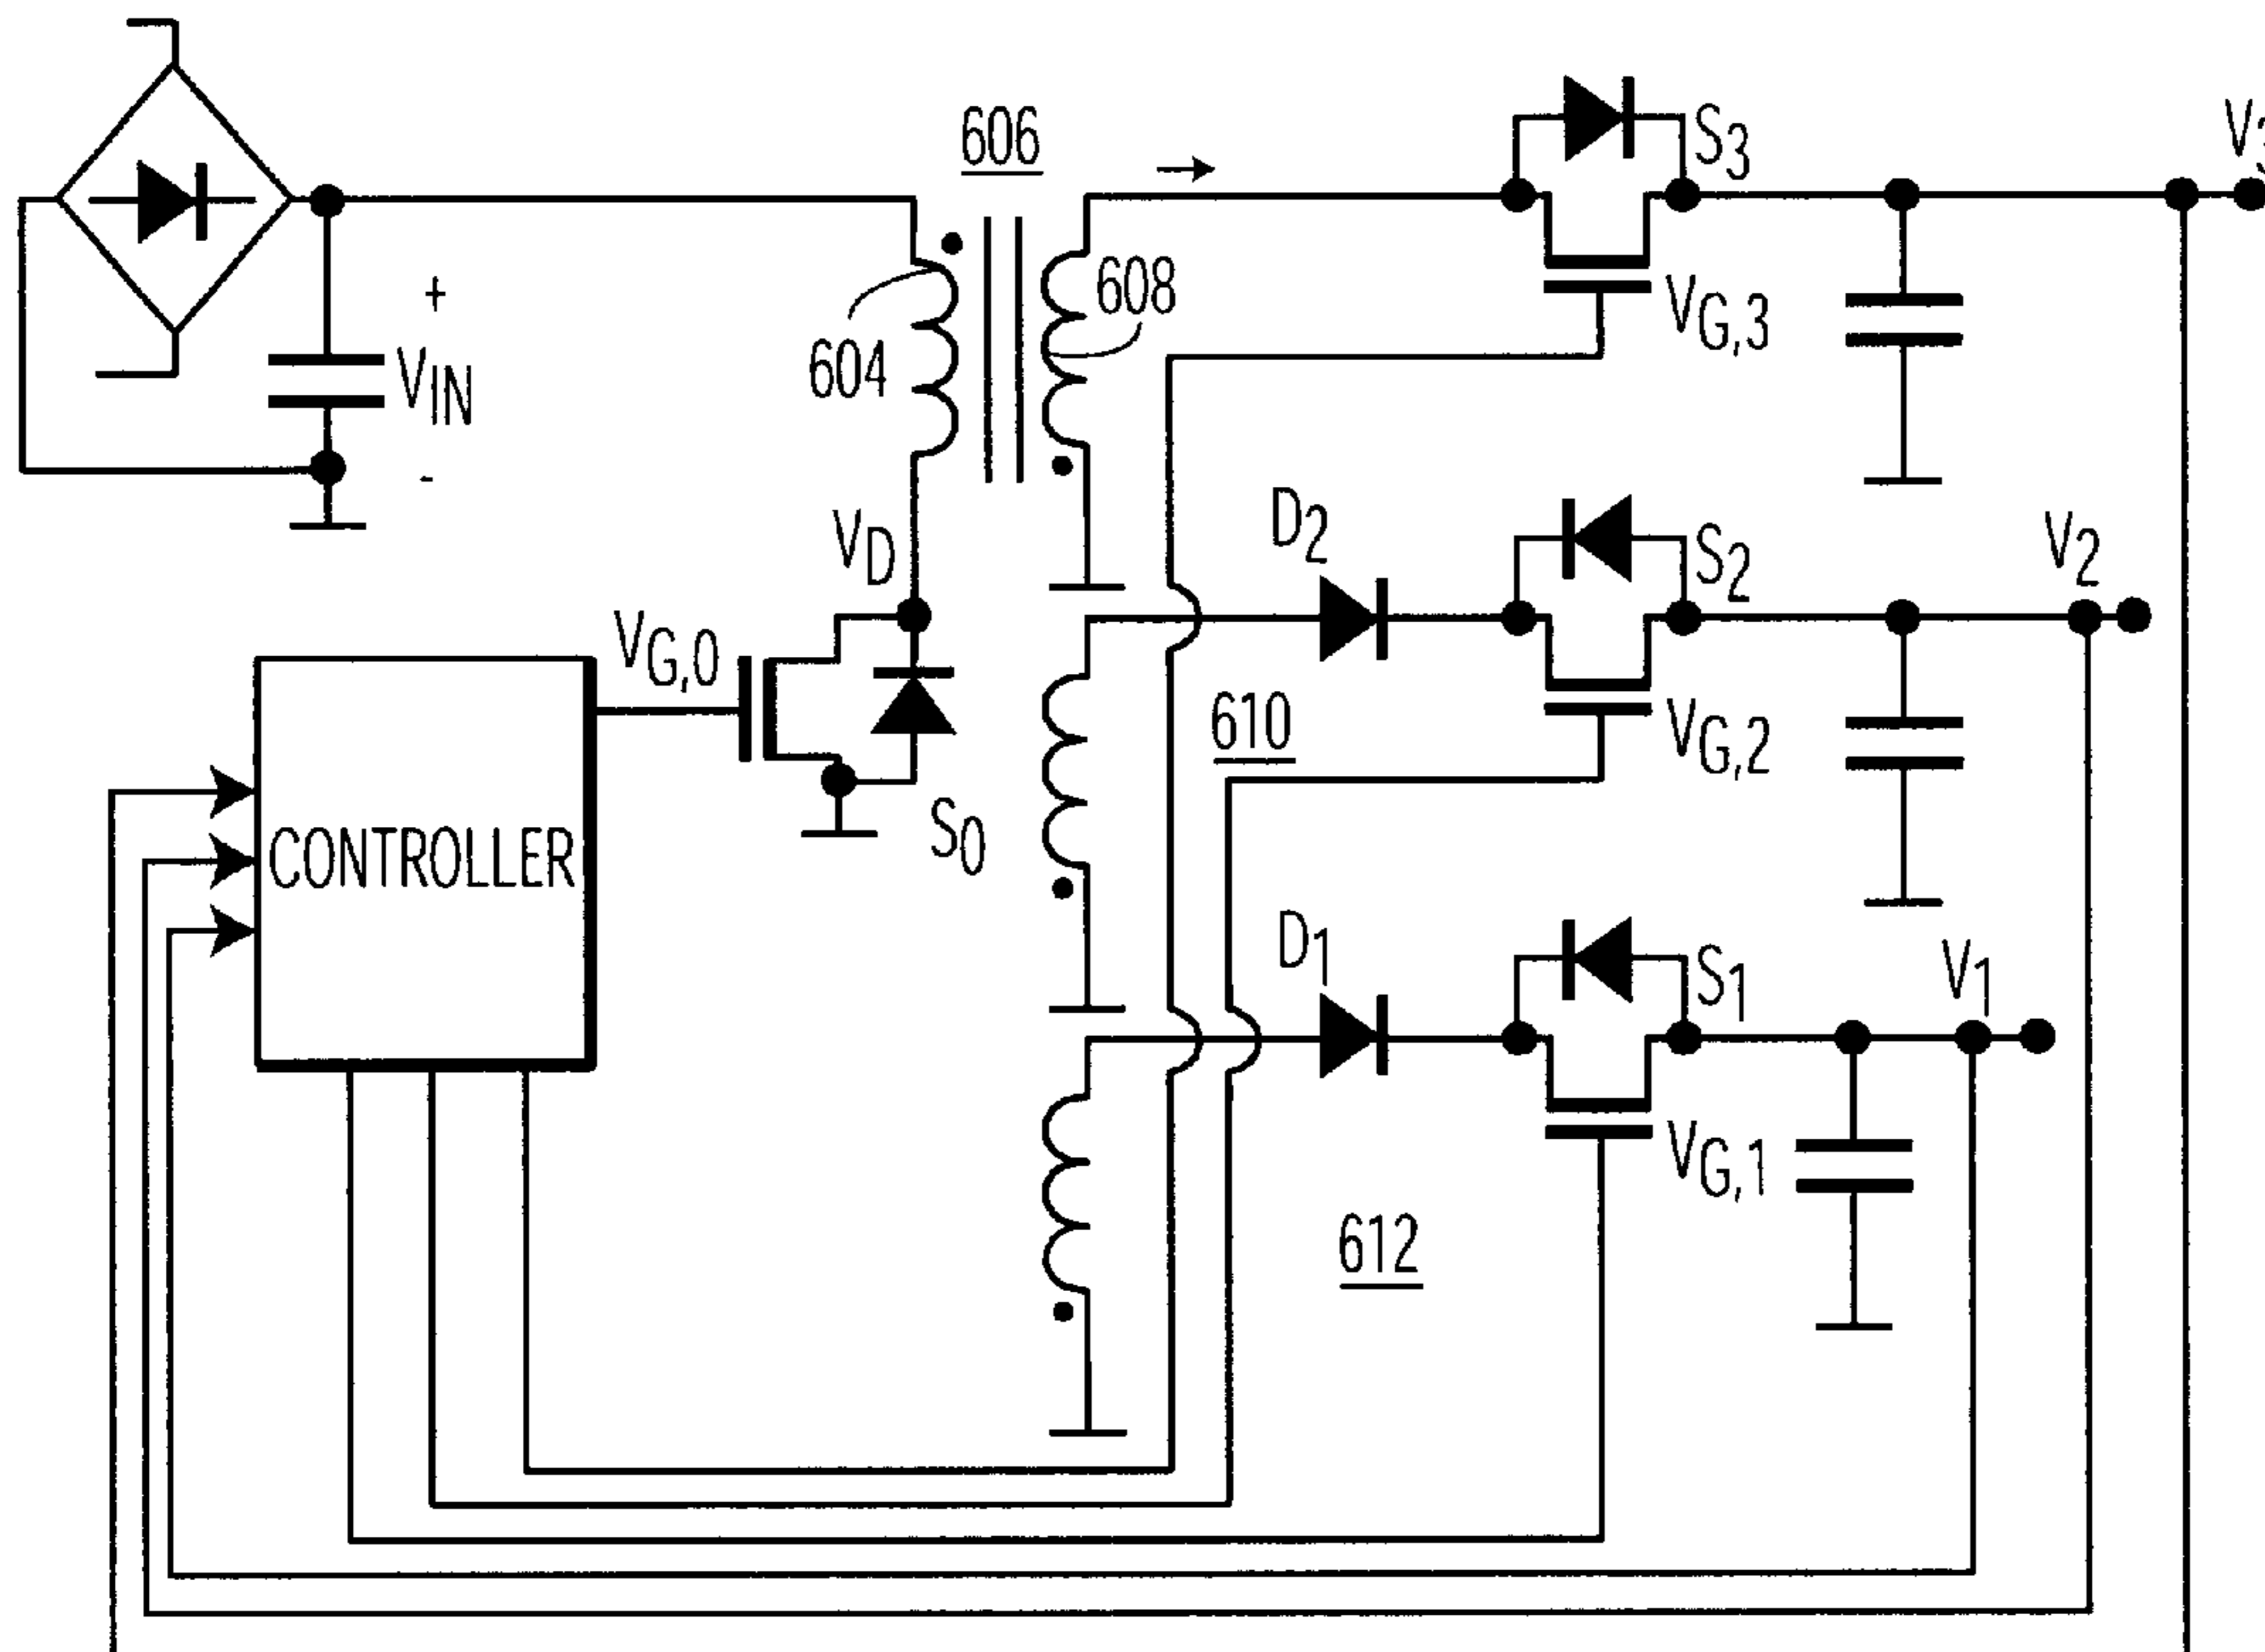 606
S3
V3
+
VIN
-
604
608
VG,3
VD
D2
S2
V2
VG,0
610
VG,2
CONTROLLER
S0
D1
S1
V1
VG,1
612